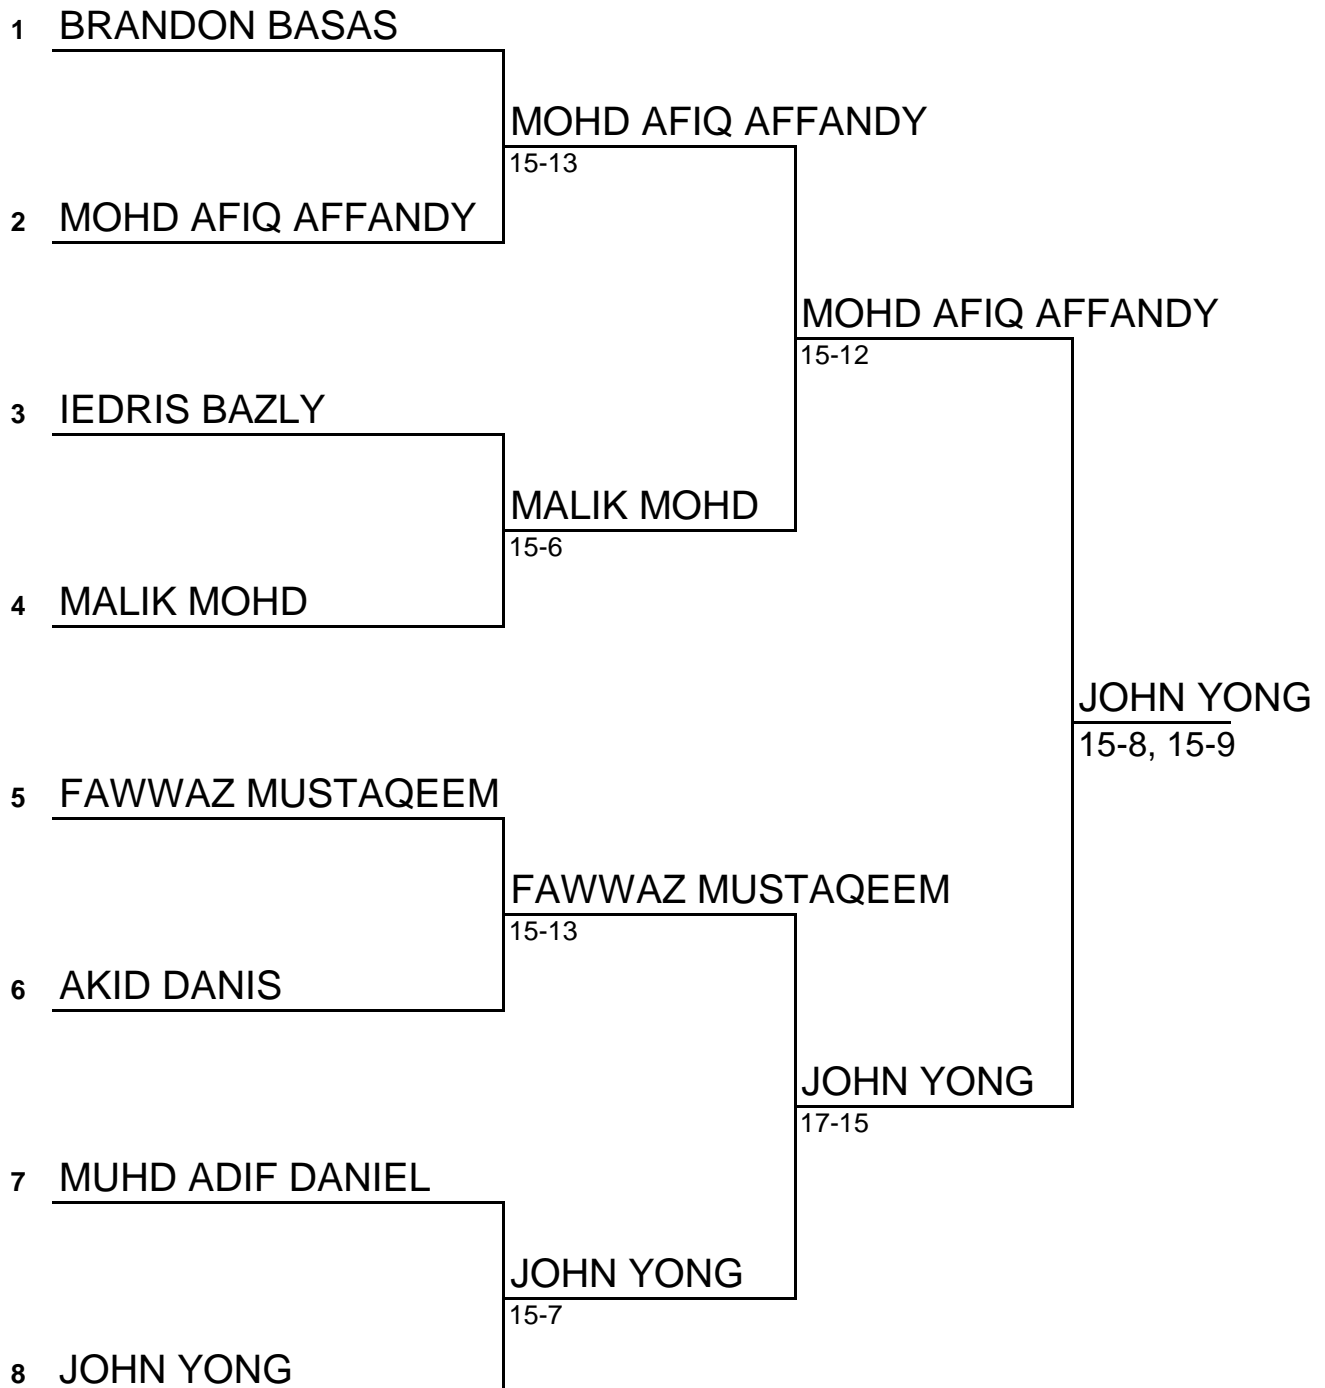 1 BRANDON BASAS
MOHD AFIQ AFFANDY
15-13
2 MOHD AFIQ AFFANDY
MOHD AFIQ AFFANDY
15-12
3 IEDRIS BAZLY
MALIK MOHD
15-6
4 MALIK MOHD
JOHN YONG
15-8, 15-9
5 FAWWAZ MUSTAQEEM
FAWWAZ MUSTAQEEM
15-13
6 AKID DANIS
JOHN YONG
17-15
7 MUHD ADIF DANIEL
JOHN YONG
15-7
8 JOHN YONG